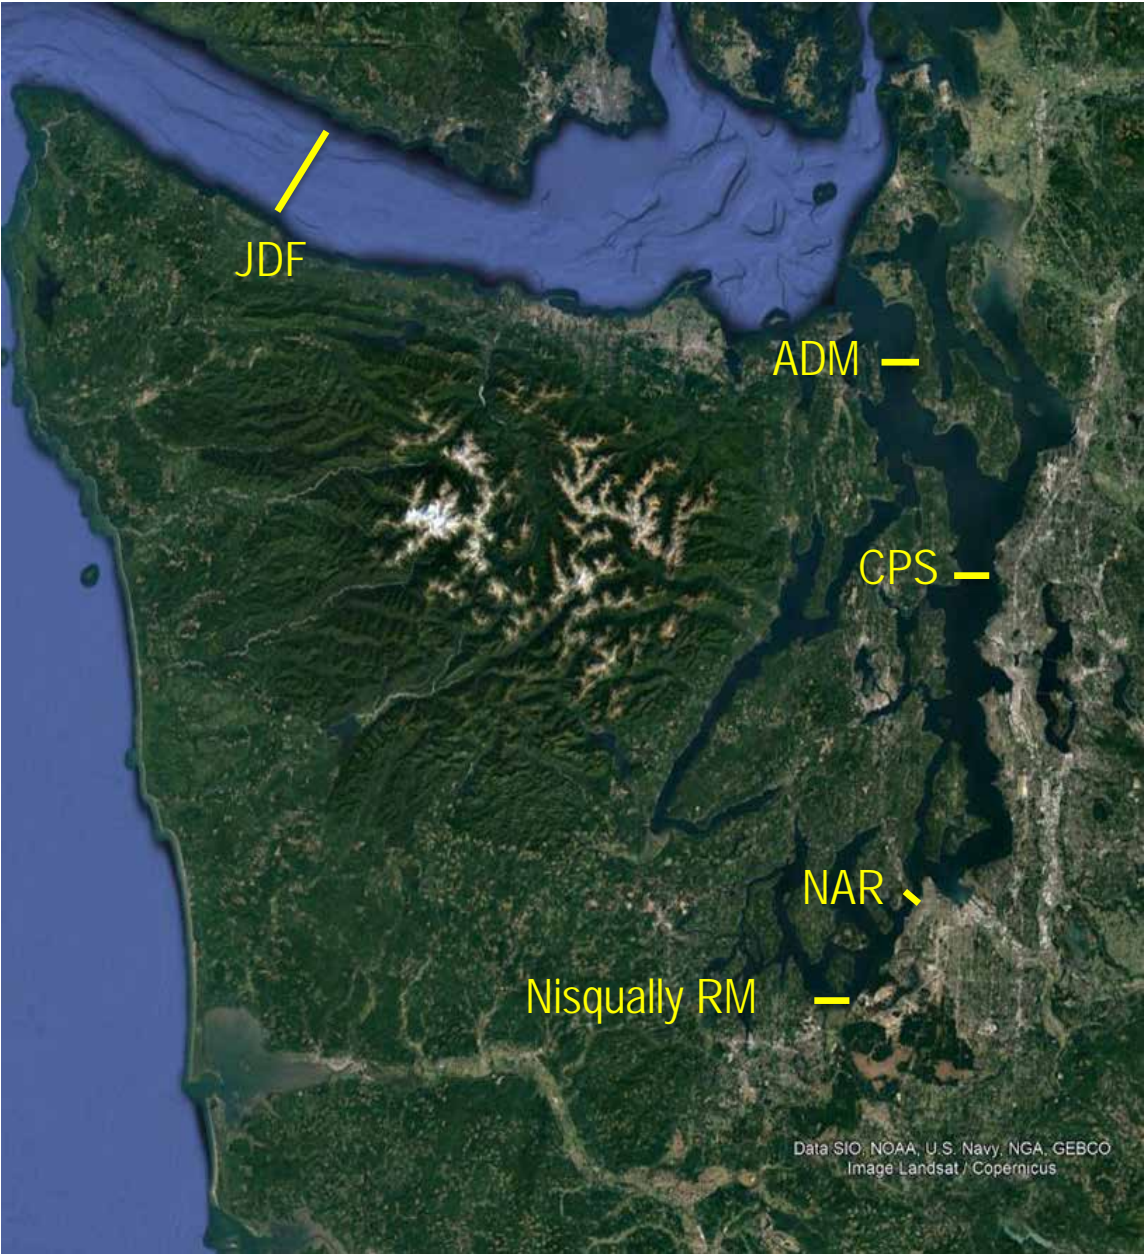 JDF
ADM
CPS
NAR
Nisqually RM
Data SIO, NOAA, U.S. Navy, NGA, GEBCO
Image Landsat / Copernicus